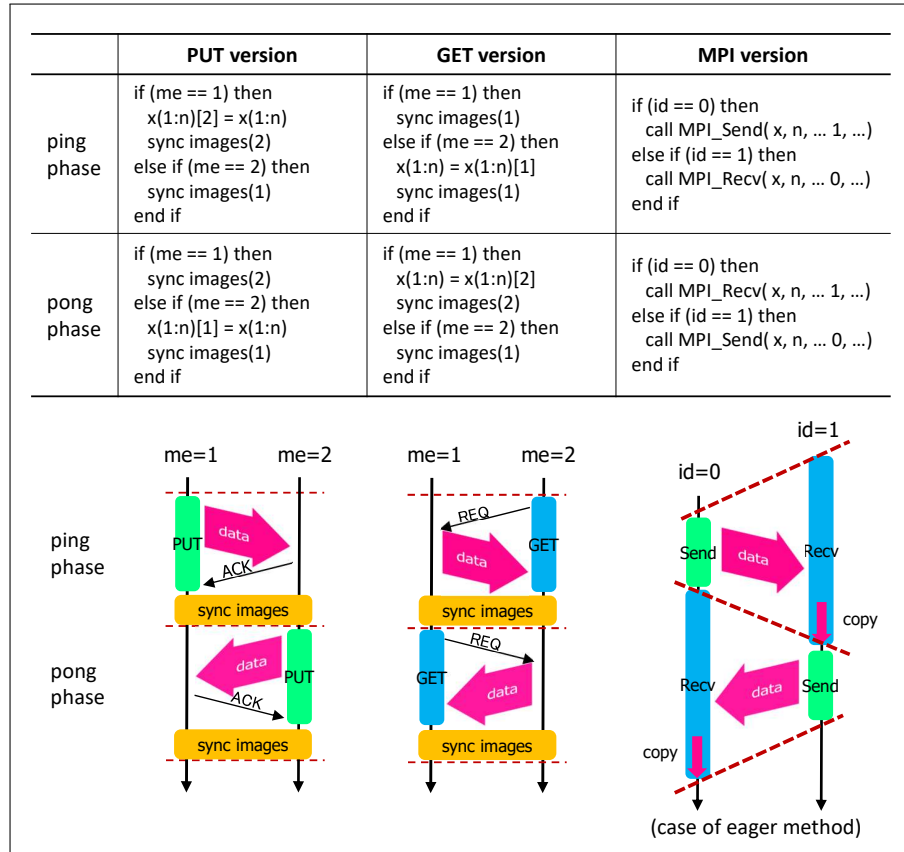 PUT version
GET version
MPI version
ping
phase
if (me == 1) then
x(1:n)[2] = x(1:n)
sync images(2)
else if (me == 2) then
sync images(1)
end if
if (me == 1) then
sync images(1)
else if (me == 2) then
x(1:n) = x(1:n)[1]
sync images(1)
end if
if (id == 0) then
call MPI_Send( x, n, … 1, …)
else if (id == 1) then
call MPI_Recv( x, n, … 0, …)
end if
pong
phase
if (me == 1) then
sync images(2)
else if (me == 2) then
x(1:n)[1] = x(1:n)
sync images(1)
end if
if (me == 1) then
x(1:n) = x(1:n)[2]
sync images(2)
else if (me == 2) then
sync images(1)
end if
if (id == 0) then
call MPI_Recv( x, n, … 1, …)
else if (id == 1) then
call MPI_Send( x, n, … 0, …)
end if
ping
phase
pong
phase
me=1
me=2
PUT
data
ACK
sync images
data
PUT
ACK
sync images
me=1
me=2
REQ
data
GET
sync images
REQ
GET
data
sync images
id=0
id=1
Send
data
Recv
copy
Recv
data
Send
copy
(case of eager method)